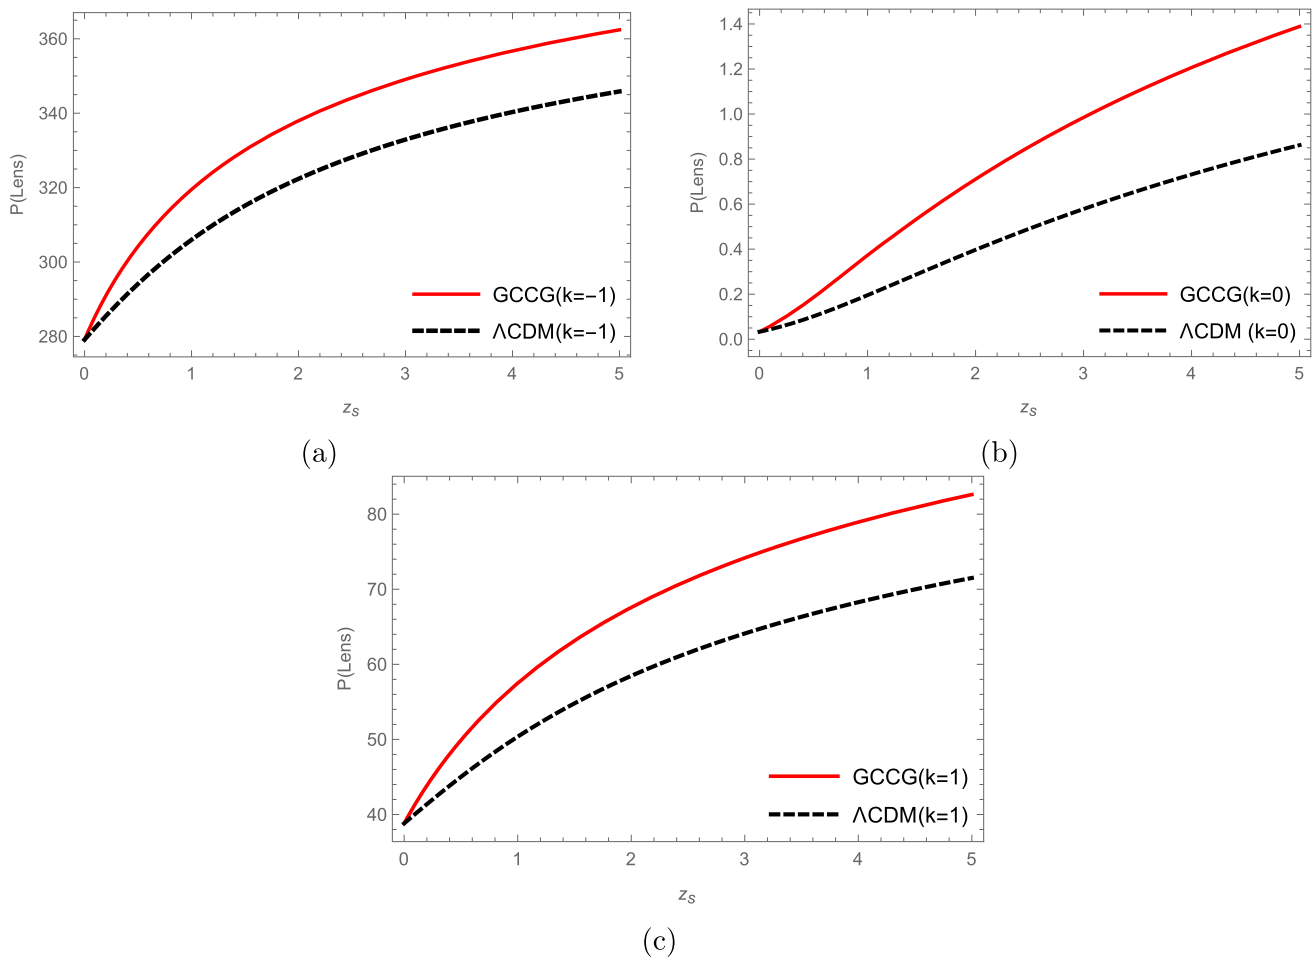 360
340
320
300
280
P(Lens)
GCCG(k=−1)
ΛCDM(k=−1)
0 1 2 3 4 5
z_s
(a)
1.4
1.2
1.0
0.8
0.6
0.4
0.2
0.0
P(Lens)
GCCG(k=0)
ΛCDM (k=0)
0 1 2 3 4 5
z_s
(b)
80
70
60
50
40
P(Lens)
GCCG(k=1)
ΛCDM(k=1)
0 1 2 3 4 5
z_s
(c)